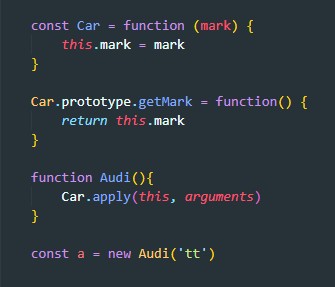 const Car = function (mark) {
    this.mark = mark
}

Car.prototype.getMark = function() {
    return this.mark
}

function Audi(){
    Car.apply(this, arguments)
}

const a = new Audi('tt')